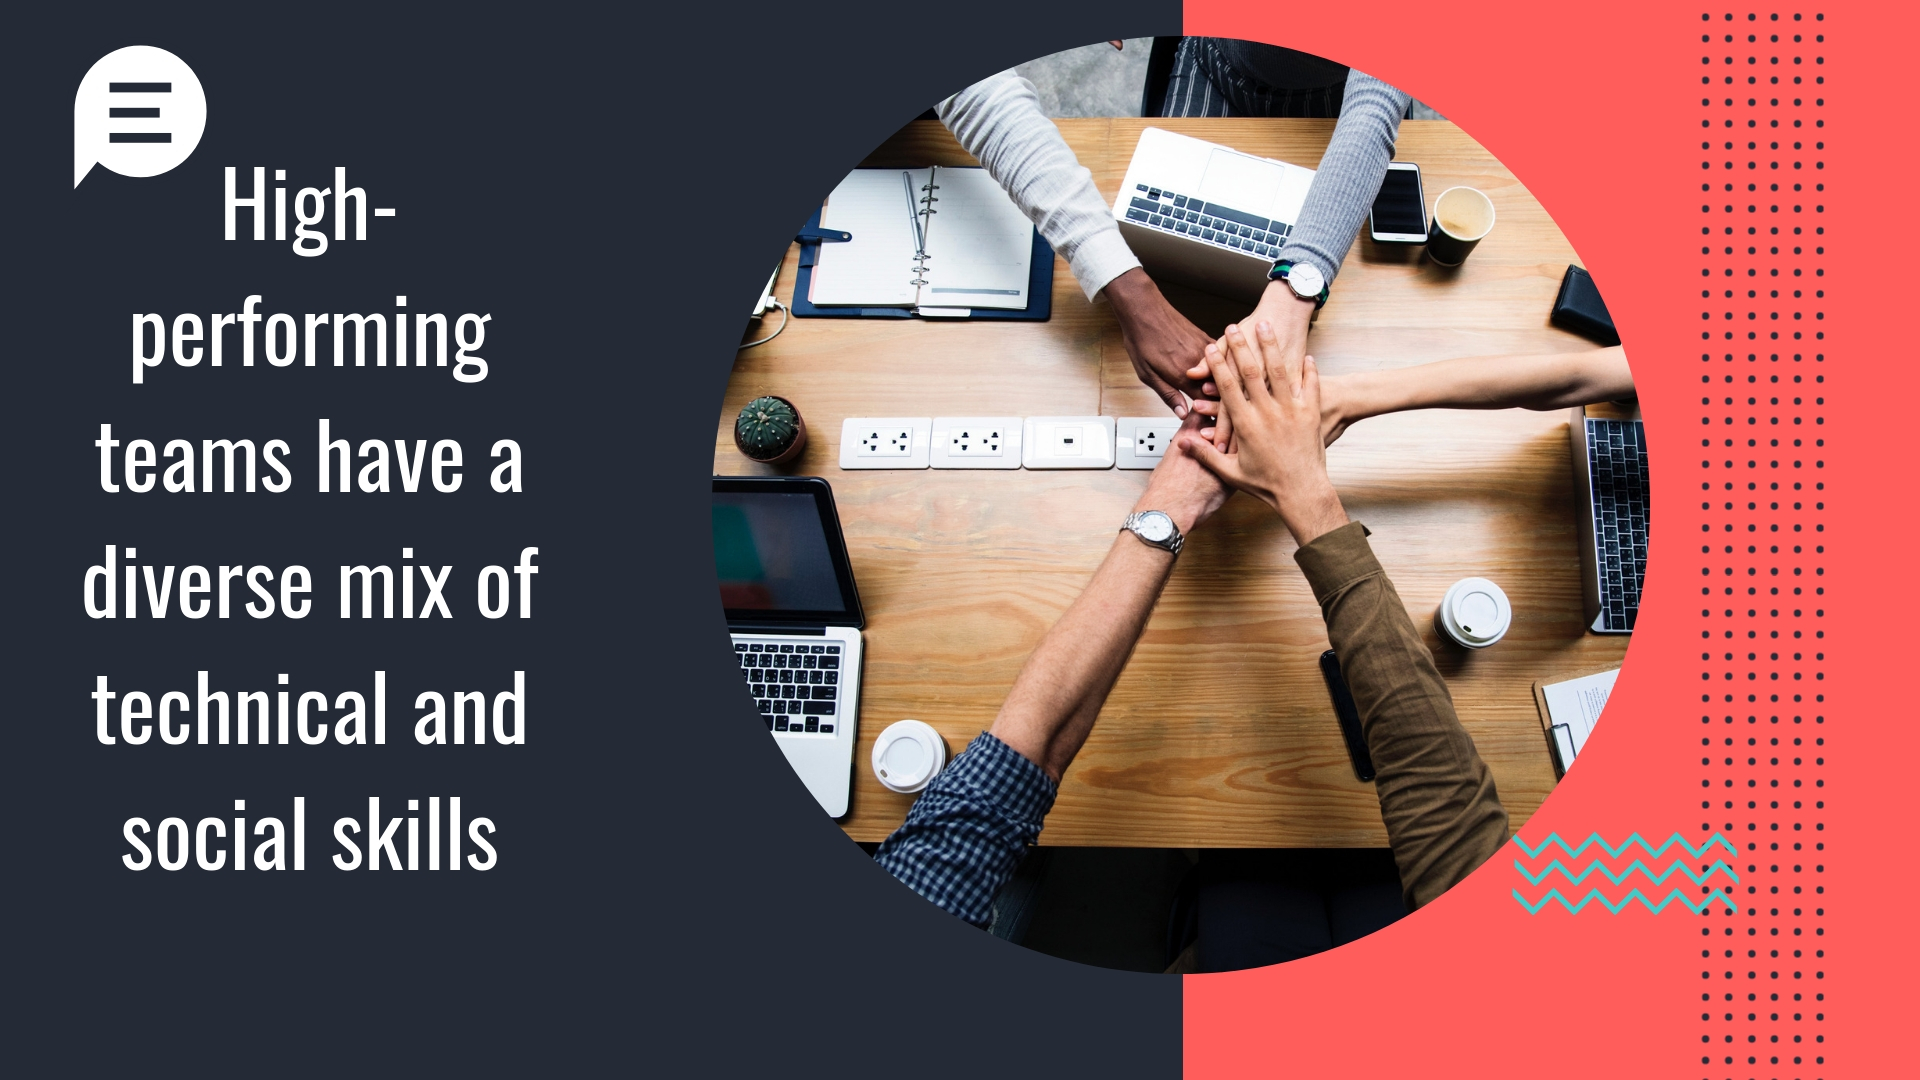 High-
performing
teams have a
diverse mix of
technical and
social skills